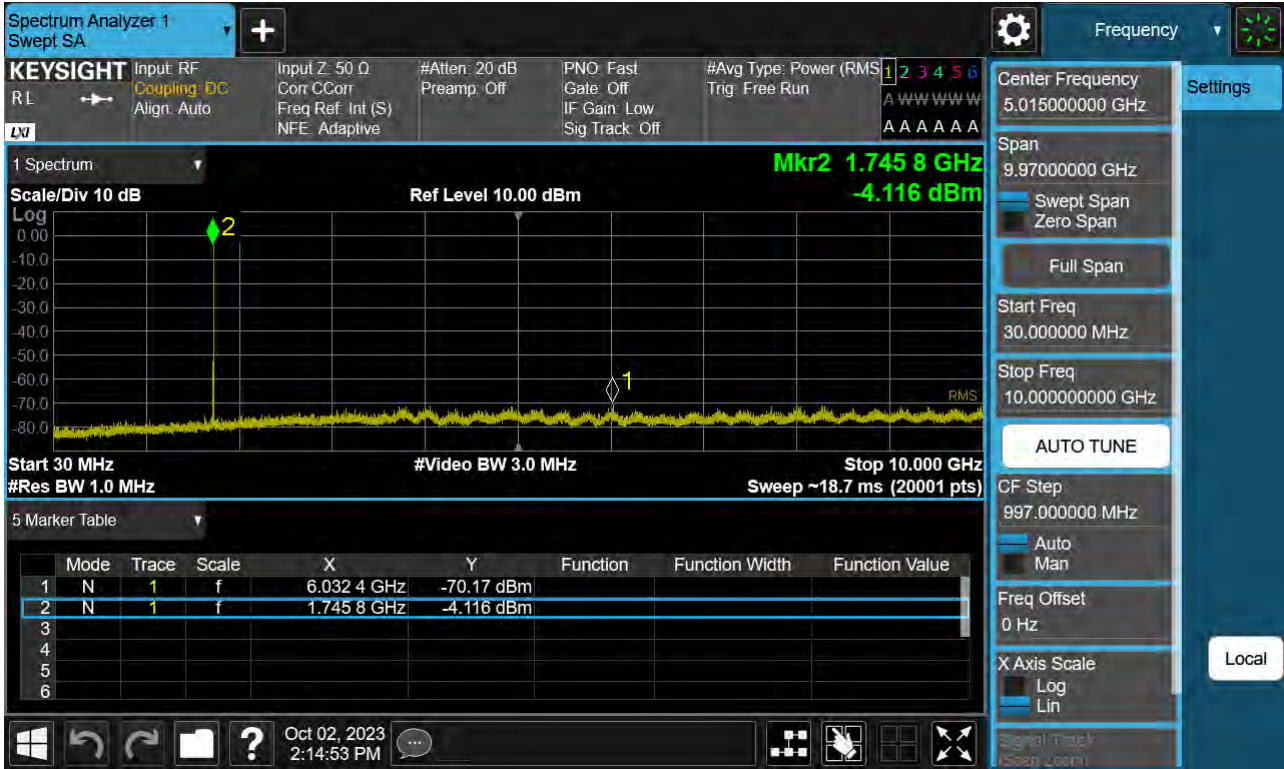 Spectrum Analyzer 1
Swept SA
+
Frequency
KEYSIGHT
RL
LXI
Input: RF
Coupling: DC
Align: Auto
Input Z: 50 Ω
Corr CCorr
Freq Ref: Int (S)
NFE: Adaptive
#Atten: 20 dB
Preamp: Off
PNO: Fast
Gate: Off
IF Gain: Low
Sig Track: Off
#Avg Type: Power (RMS
Trig: Free Run
1 2 3 4 5 6
A W W W W W
A A A A A A
1 Spectrum
Mkr2 1.745 8 GHz
-4.116 dBm
Scale/Div 10 dB
Ref Level 10.00 dBm
Log
0.00
-10.0
-20.0
-30.0
-40.0
-50.0
-60.0
-70.0
-80.0
2
1
RMS
Start 30 MHz
#Video BW 3.0 MHz
Stop 10.000 GHz
#Res BW 1.0 MHz
Sweep ~18.7 ms (20001 pts)
5 Marker Table
Mode Trace Scale X Y Function Function Width Function Value
1 N 1 f 6.032 4 GHz -70.17 dBm
2 N 1 f 1.745 8 GHz -4.116 dBm
3
4
5
6
Center Frequency
5.015000000 GHz
Span
9.97000000 GHz
Swept Span
Zero Span
Full Span
Start Freq
30.000000 MHz
Stop Freq
10.000000000 GHz
AUTO TUNE
CF Step
997.000000 MHz
Auto
Man
Freq Offset
0 Hz
X Axis Scale
Log
Lin
Signal Track
(Span Zoom)
Settings
Local
?
Oct 02, 2023
2:14:53 PM